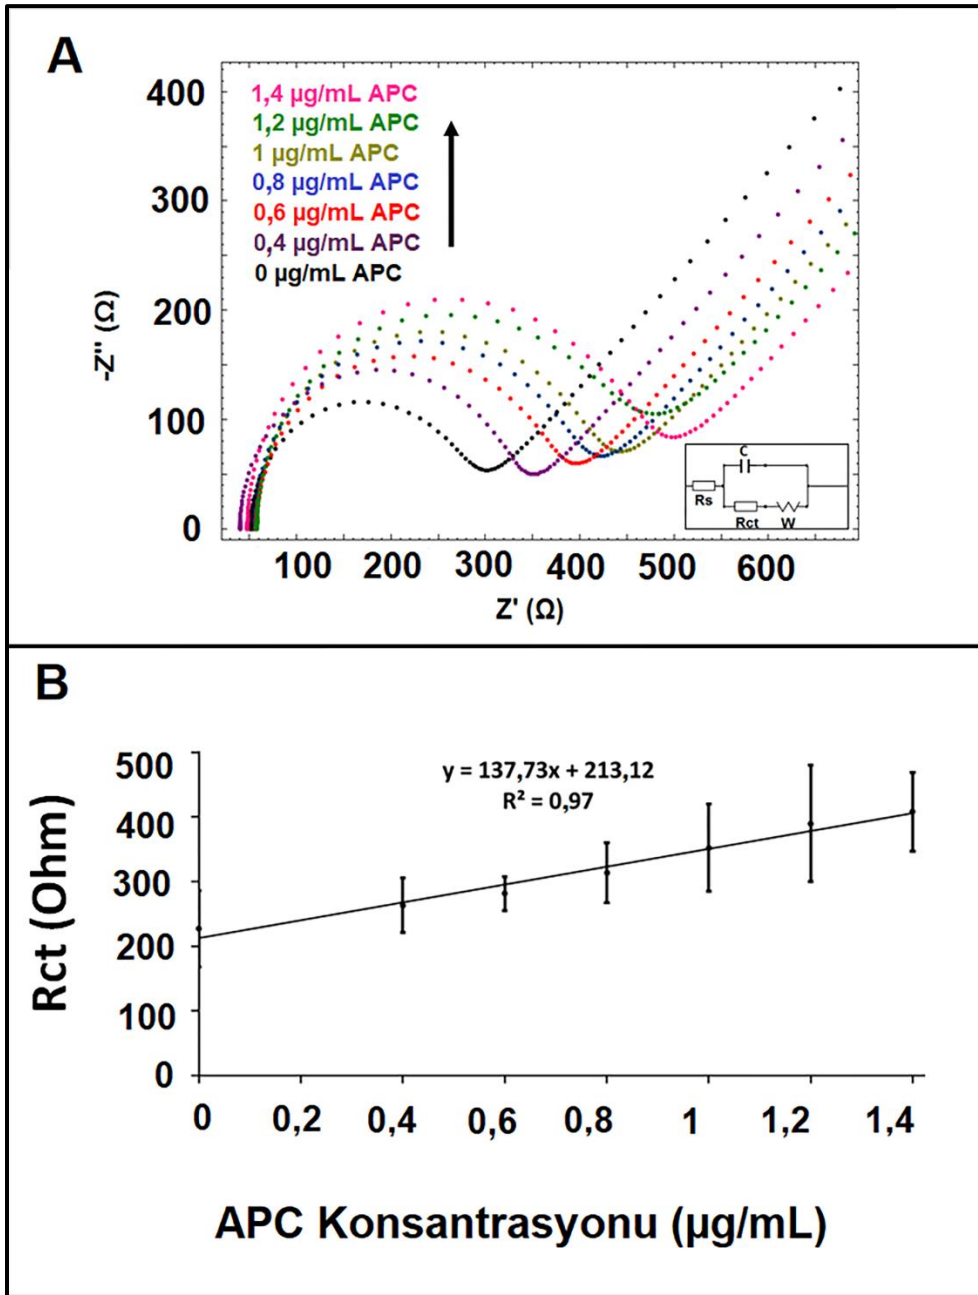 A
400
300
200
100
0
-Z'' (Ω)
1,4 µg/mL APC
1,2 µg/mL APC
1 µg/mL APC
0,8 µg/mL APC
0,6 µg/mL APC
0,4 µg/mL APC
0 µg/mL APC
C
Rs
Rct W
100 200 300 400 500 600
Z' (Ω)
B
500
400
300
200
100
0
Rct (Ohm)
y = 137,73x + 213,12
R² = 0,97
0 0,2 0,4 0,6 0,8 1 1,2 1,4
APC Konsantrasyonu (µg/mL)